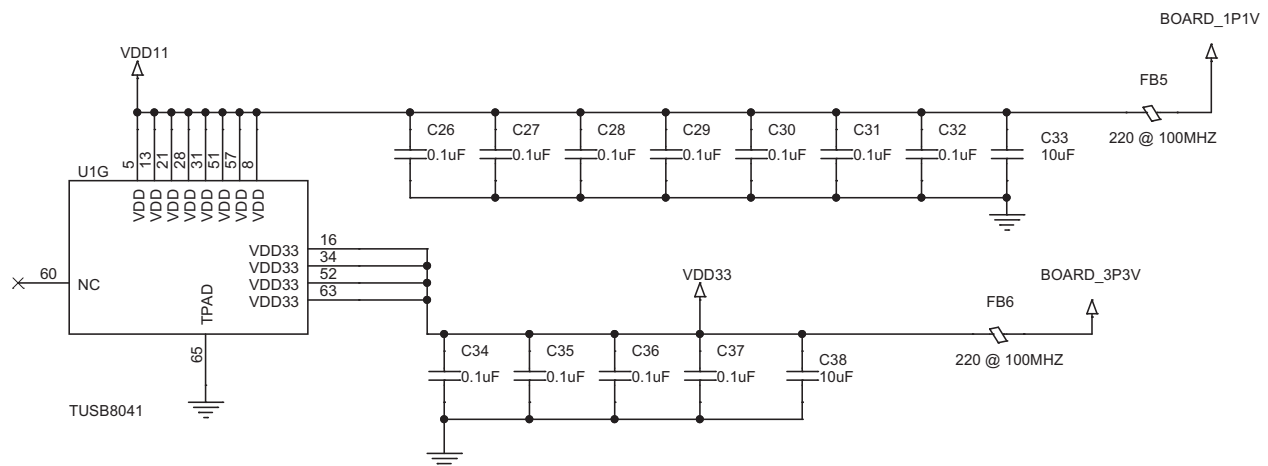 BOARD_1P1V
VDD11
FB5
220 @ 100MHZ
C26
0.1uF
C27
0.1uF
C28
0.1uF
C29
0.1uF
C30
0.1uF
C31
0.1uF
C32
0.1uF
C33
10uF
5
13
21
28
31
51
57
8
U1G
VDD
VDD
VDD
VDD
VDD
VDD
VDD
VDD
VDD33
16
VDD33
34
VDD33
52
VDD33
63
60
NC
TPAD
65
TUSB8041
VDD33
BOARD_3P3V
FB6
220 @ 100MHZ
C34
0.1uF
C35
0.1uF
C36
0.1uF
C37
0.1uF
C38
10uF